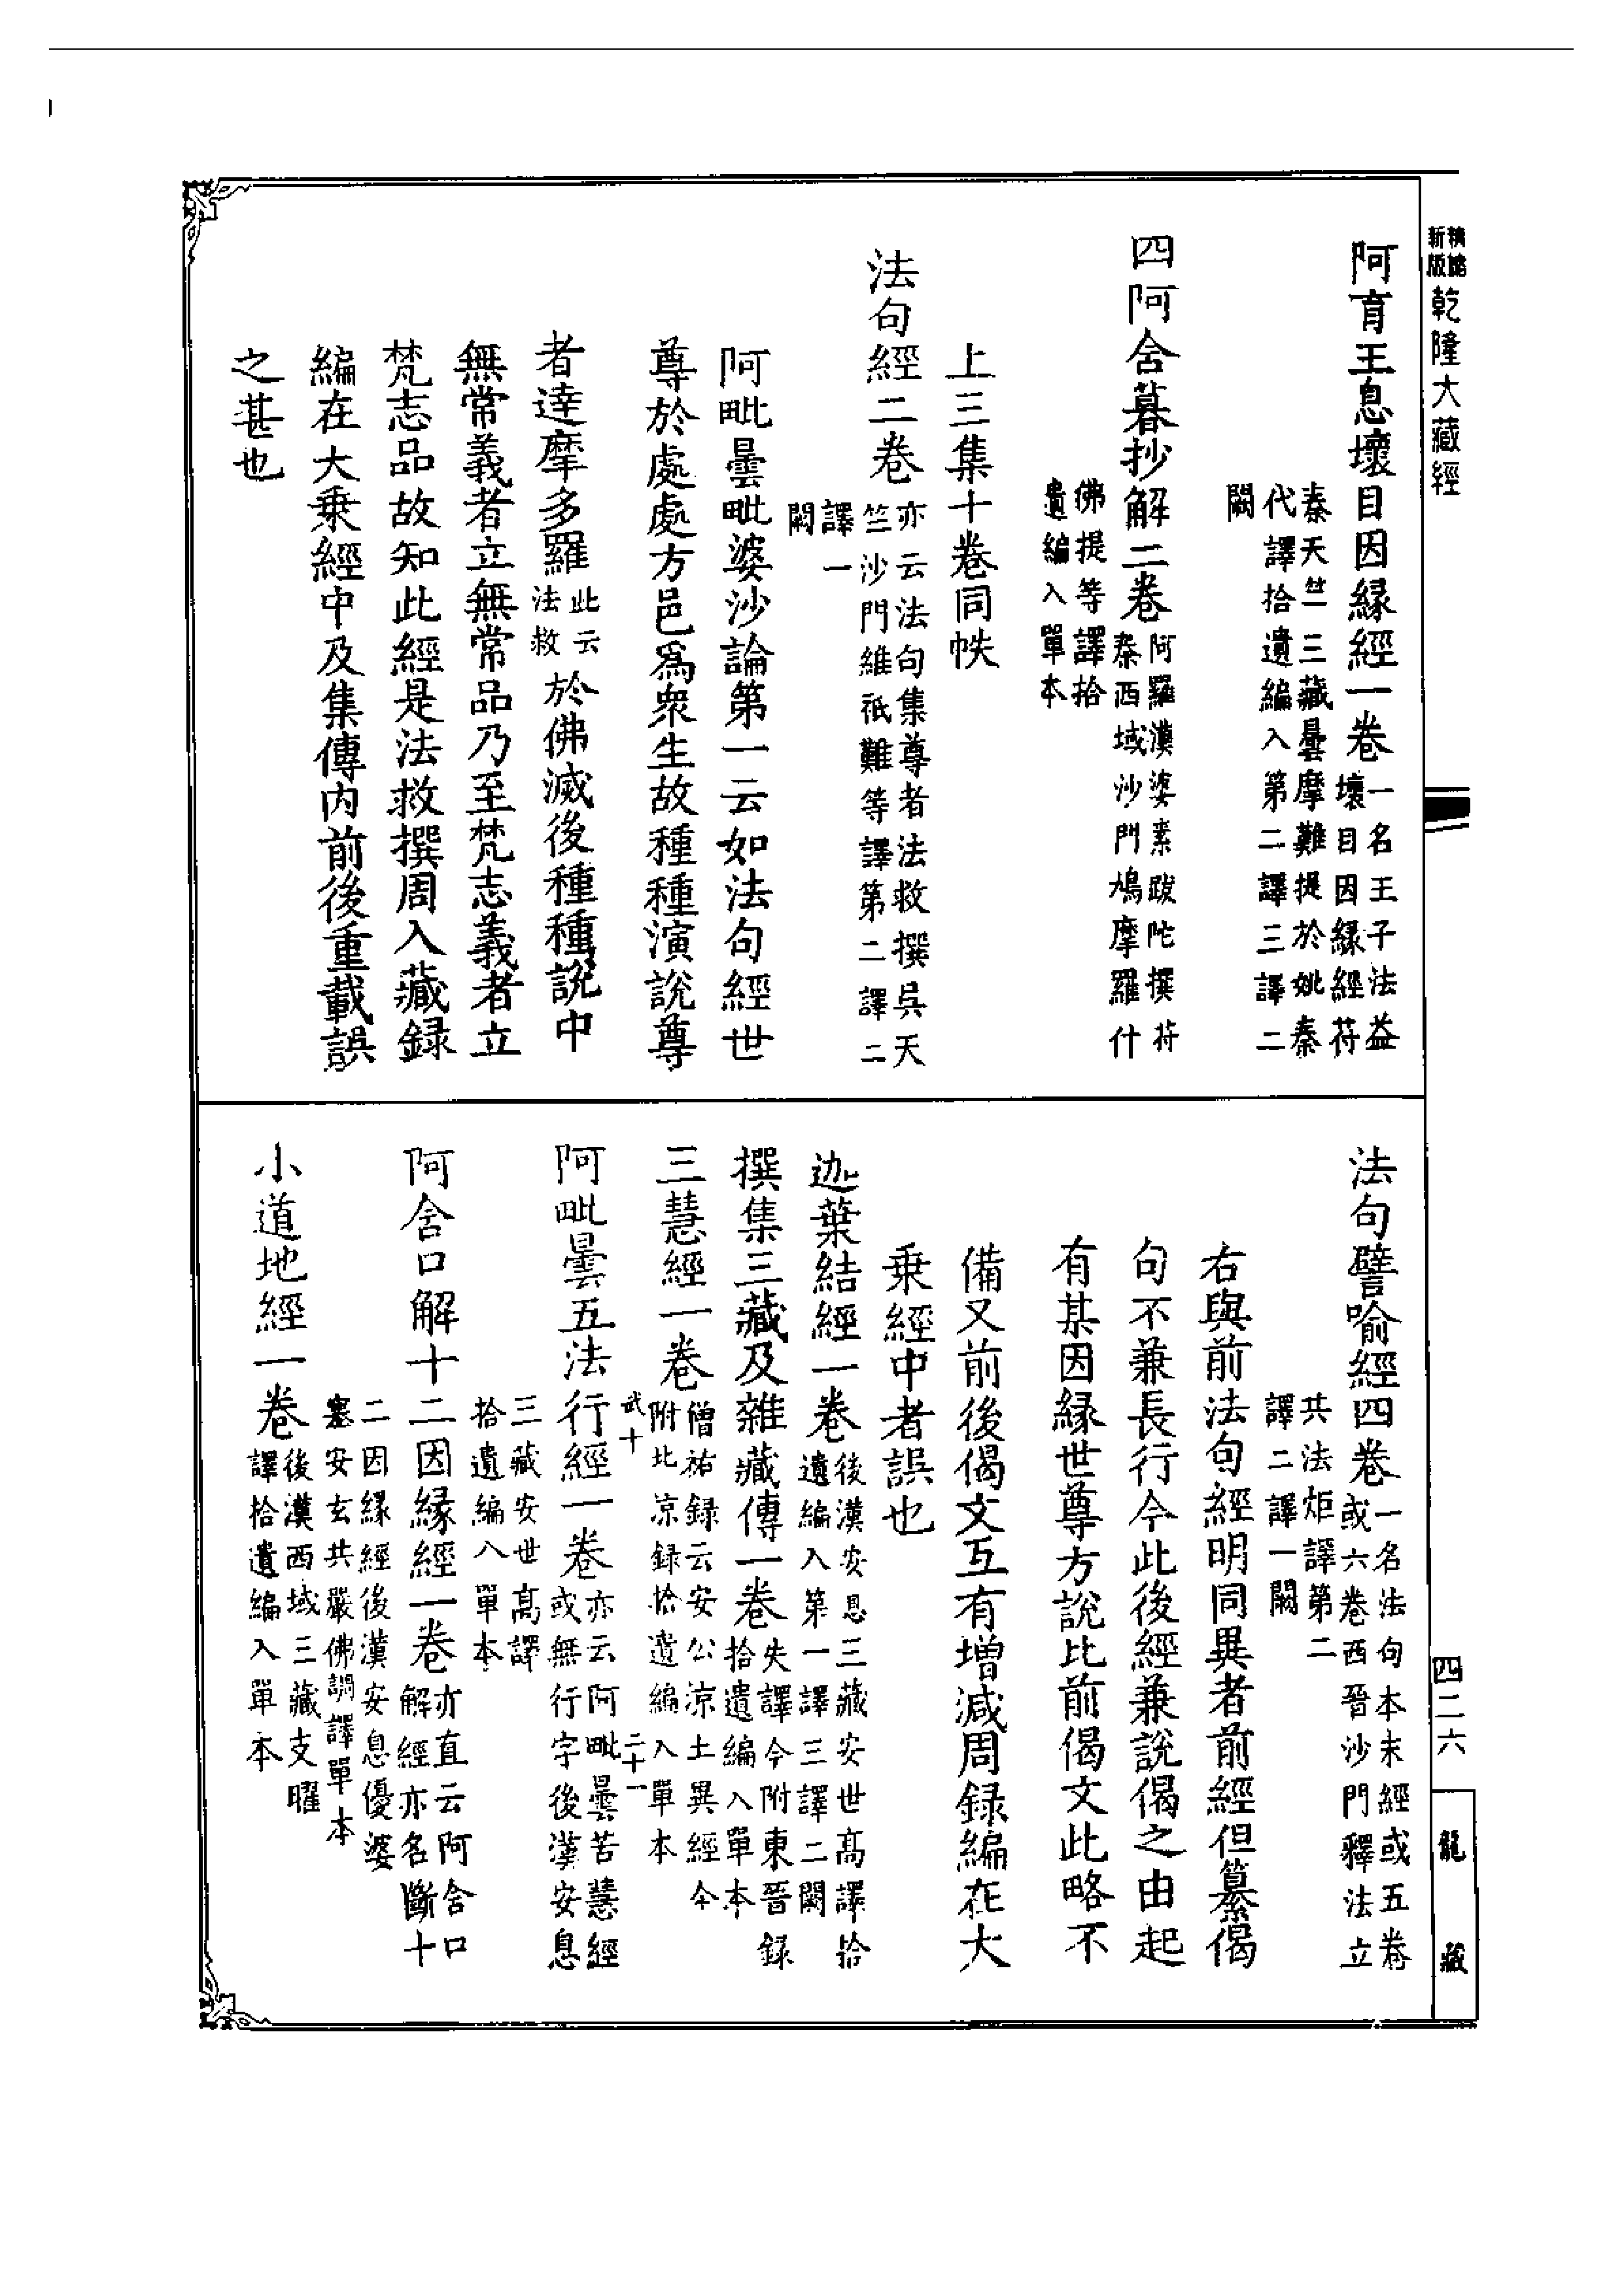 精縮新版乾隆大藏經
阿育王息壞目因緣經一卷
一名王子法益
壞目因緣經苻
秦天竺三藏曇摩難提於姚秦
代譯拾遺編入第二譯三譯二
闕
四阿含暮抄解二卷
阿羅漢婆素跋陀撰苻
秦西域沙門鳩摩羅什
佛提等譯拾
遺編入單本
上三集十卷同帙
法句經二卷
亦云法句集尊者法救撰吳天
竺沙門維祇難等譯第二譯二
譯一
闕
阿毗曇毗婆沙論第一云如法句經世
尊於處處方邑為衆生故種種演說尊
者達摩多羅
此云
法救
於佛滅後種種說中
無常義者立無常品乃至梵志義者立
梵志品故知此經是法救撰周入藏録
編在大乘經中及集傳內前後重載誤
之甚也
法句譬喻經四卷
一名法句本末經或五卷
或六卷西晉沙門釋法立
共法炬譯第二
譯二譯一闕
右與前法句經明同異者前經但纂偈
句不兼長行今此後經兼說偈之由起
有某因緣世尊方說比前偈文此略不
備又前後偈文互有增減周録編在大
乘經中者誤也
迦葉結經一卷
後漢安息三藏安世高譯拾
遺編入第一譯三譯二闕
撰集三藏及雜藏傳一卷
失譯今附東晉録
拾遺編入單本
三慧經一卷
僧祐録云安公涼土異經今
附北涼録拾遺編入單本
武十
二十一
阿毗曇五法行經一卷
亦云阿毗曇苦慧經
或無行字後漢安息
三藏安世高譯
拾遺編入單本
阿含口解十二因緣經一卷
亦直云阿含口
解經亦名斷十
二因緣經後漢安息優婆
塞安玄共嚴佛調譯單本
小道地經一卷
後漢西域三藏支曜
譯拾遺編入單本
四二六
龍藏